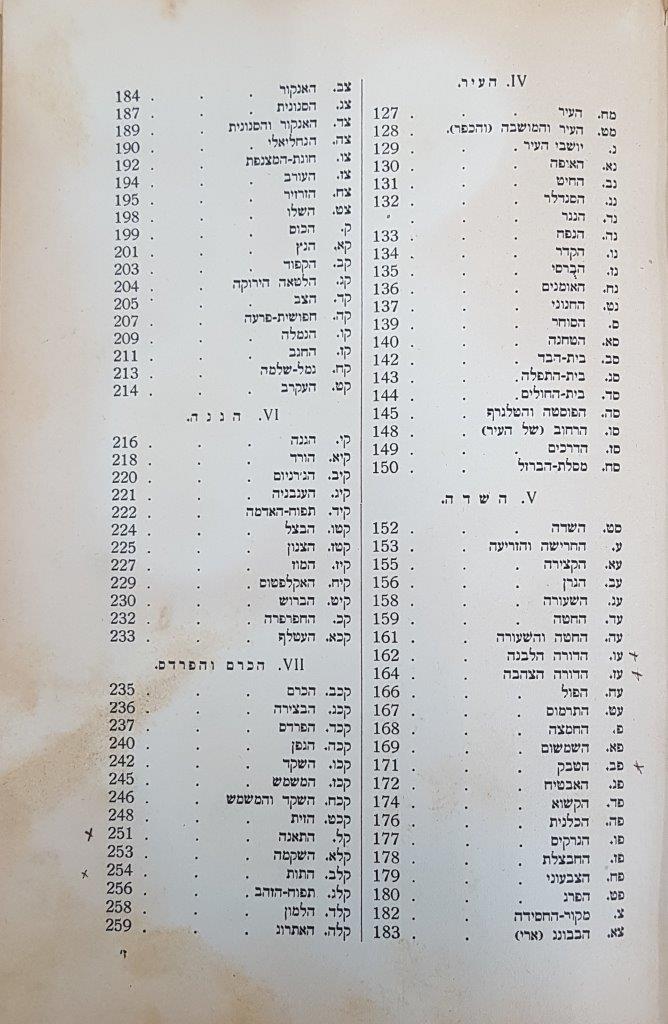 IV. העיר.
מח. העיר . . . 127
מט. העיר והמושבה (והכפר). . . 128
נ. יושבי העיר . . . 129
נא. האופה . . . 130
נב. החיט . . . 131
נג. הסנדלר . . . 132
נד. הנגר . . .
נה. הנפח . . . 133
נו. הקדר . . . 134
נז. הברסי . . . 135
נח. האומנים . . . 136
נט. החנוני . . . 137
ס. הסוחר . . . 139
סא. הטחנה . . . 140
סב. בית-הבד . . . 142
סג. בית-התפלה . . . 143
סד. בית-החולים . . . 144
סה. הפוסטה והטלגרף . . 145
סו. הרחוב (של העיר) . . 148
סז. הדרכים . . . 149
סח. מסלת-הברזל . . . 150
V. השדה.
סט. השדה . . . 152
ע. החרישה והזריעה . . 153
עא. הקצירה . . . 155
עב. הגרן . . . 156
עג. השעורה . . . 158
עד. החטה . . . 159
עה. החטה והשעורה . . 161
עו. הדורה הלבנה . . 162
עז. הדורה הצהבה . . 164
עח. הפול . . . 166
עט. התרמוס . . . 167
פ. החמצה . . . 168
פא. השמשום . . . 169
פב. הטבק . . . 171
פג. האבטיח . . . 172
פד. הקשוא . . . 174
פה. הכלנית . . . 176
פו. הנרקים . . . 177
פז. החבצלת . . . 178
פח. הצבעוני . . . 179
פט. הפרג . . . 180
צ. מקור-החסידה . . . 182
צא. הבבונג (ארי) . . . 183
צב. האנקור . . . 184
צג. הסנונית . . . 187
צד. האנקור והסנונית . . 189
צה. הנחליאלי . . . 190
צו. חוגת-המצנפת . . 192
צז. העורב . . . 194
צח. הזרזיר . . . 195
צט. השלו . . . 198
ק. הכוס . . . 199
קא. הנץ . . . 201
קב. הקפוד . . . 203
קג. הלטאה הירוקה . . 204
קד. הצב . . . 205
קה. חפושית-פרעה . . 207
קו. הנמלה . . . 209
קז. החגב . . . 211
קח. גמל-שלמה . . . 213
קט. העקרב . . . 214
VI. הגנה.
קי. הגנה . . . 216
קיא. הורד . . . 218
קיב. הגרניום . . . 220
קיג. העגבניה . . . 221
קיד. תפוח-האדמה . . 222
קטו. הבצל . . . 224
קטז. הצנון . . . 225
קיז. המוז . . . 227
קיח. האקלפטוס . . . 229
קיט. הברוש . . . 230
קכ. החפרפרה . . . 232
קכא. העטלף . . . 233
VII. הכרם והפרדס.
קכב. הכרם . . . 235
קכג. הבצירה . . . 236
קכד. הפרדס . . . 237
קכה. הגפן . . . 240
קכו. השקד . . . 242
קכז. המשמש . . . 245
קכח. השקד והמשמש . . 246
קכט. הזית . . . 248
קל. התאנה . . . 251
קלא. השקמה . . . 253
קלב. התות . . . 254
קלג. תפוח-הזהב . . . 256
קלד. הלמון . . . 258
קלה. האתרוג . . . 259